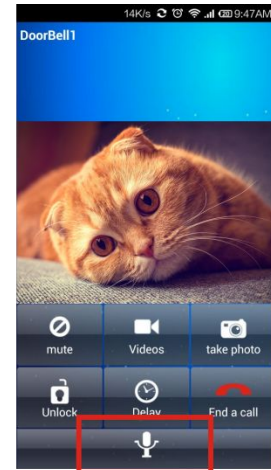 14K/s 9:47AM
DoorBell1
mute Videos take photo
Unlock Delay End a call